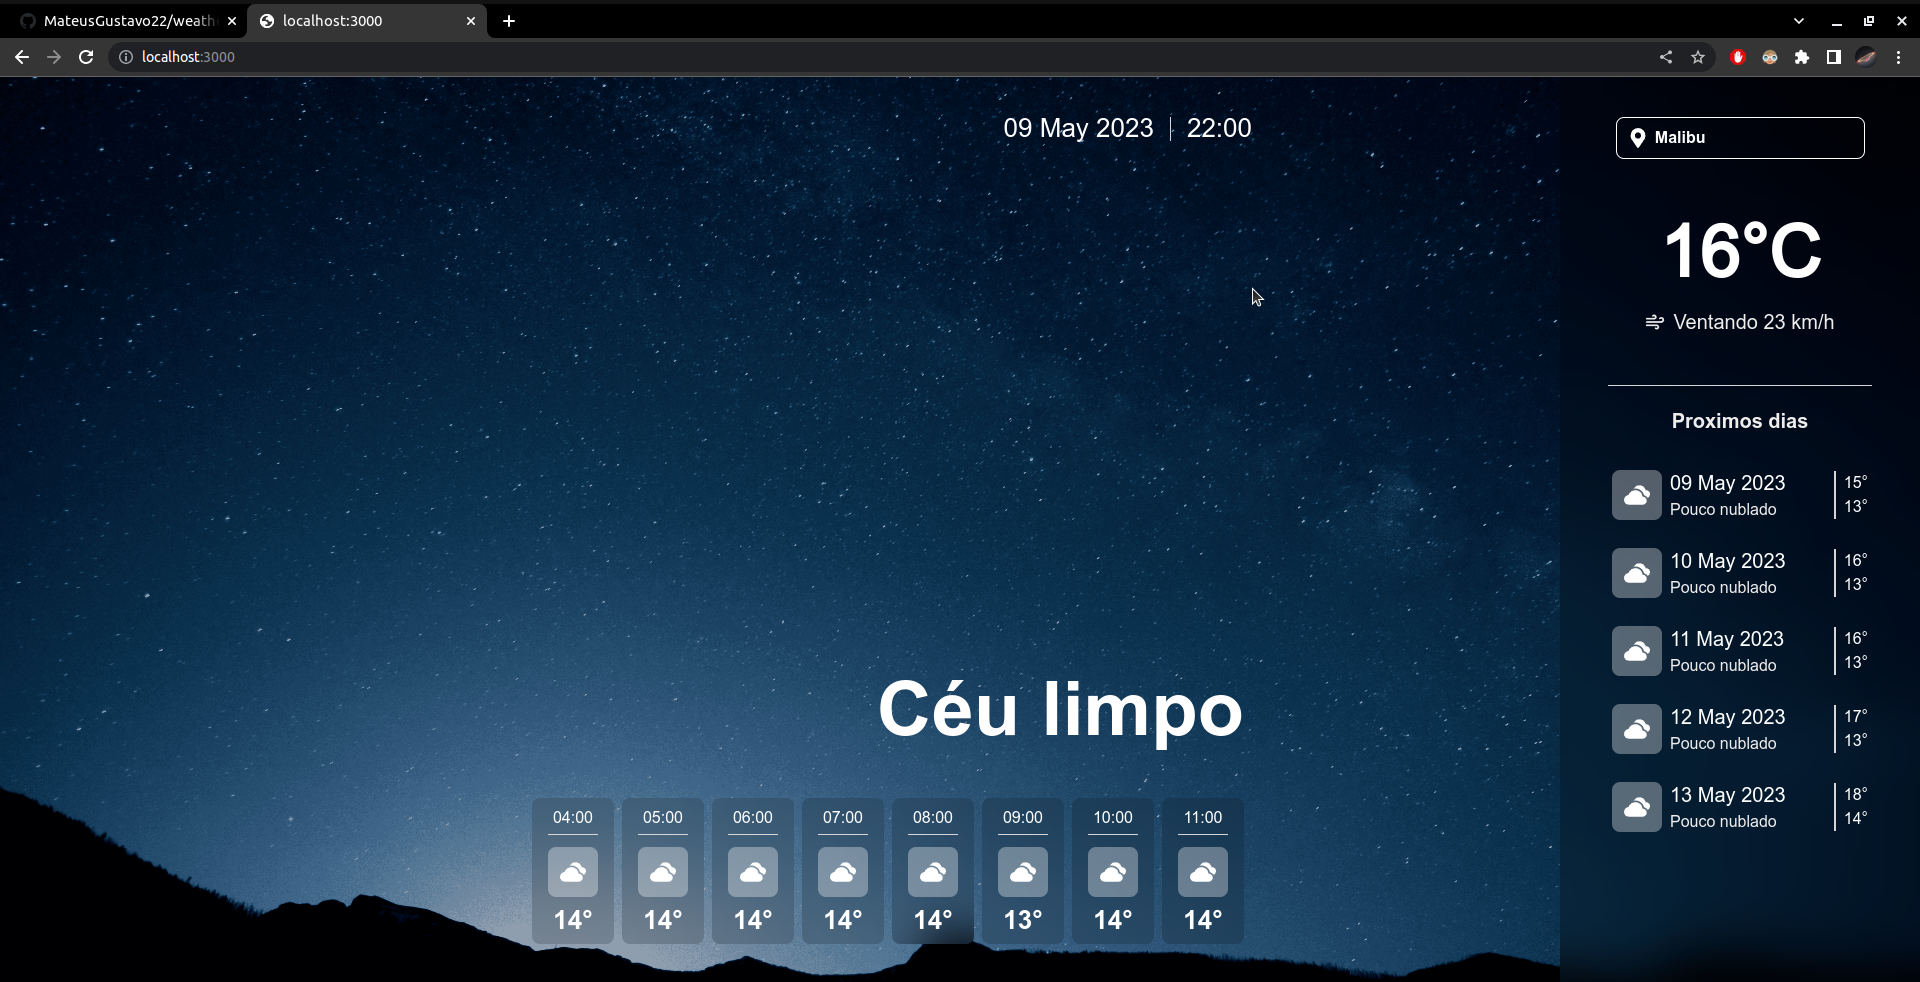 MateusGustavo22/weath
localhost:3000
localhost:3000
09 May 2023 | 22:00
Malibu
16°C
Ventando 23 km/h
Proximos dias
09 May 2023
Pouco nublado
15°
13°
10 May 2023
Pouco nublado
16°
13°
11 May 2023
Pouco nublado
16°
13°
12 May 2023
Pouco nublado
17°
13°
13 May 2023
Pouco nublado
18°
14°
Céu limpo
04:00 05:00 06:00 07:00 08:00 09:00 10:00 11:00
14° 14° 14° 14° 14° 13° 14° 14°